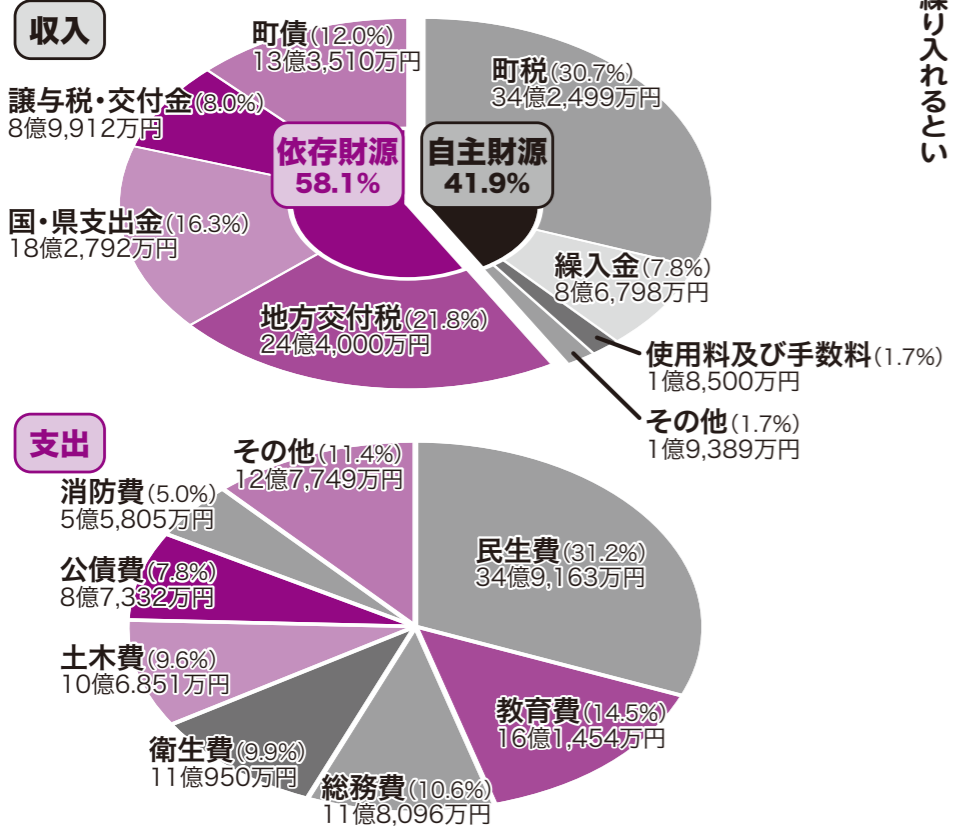 繰り入れるとい
収入
町債(12.0%)
13億3,510万円
町税(30.7%)
34億2,499万円
譲与税・交付金(8.0%)
8億9,912万円
依存財源
58.1%
自主財源
41.9%
国・県支出金(16.3%)
18億2,792万円
繰入金(7.8%)
8億6,798万円
地方交付税(21.8%)
24億4,000万円
使用料及び手数料(1.7%)
1億8,500万円
その他(1.7%)
1億9,389万円
支出
その他(11.4%)
12億7,749万円
消防費(5.0%)
5億5,805万円
民生費(31.2%)
34億9,163万円
公債費(7.8%)
8億7,332万円
土木費(9.6%)
10億6.851万円
教育費(14.5%)
16億1,454万円
衛生費(9.9%)
11億950万円
総務費(10.6%)
11億8,096万円